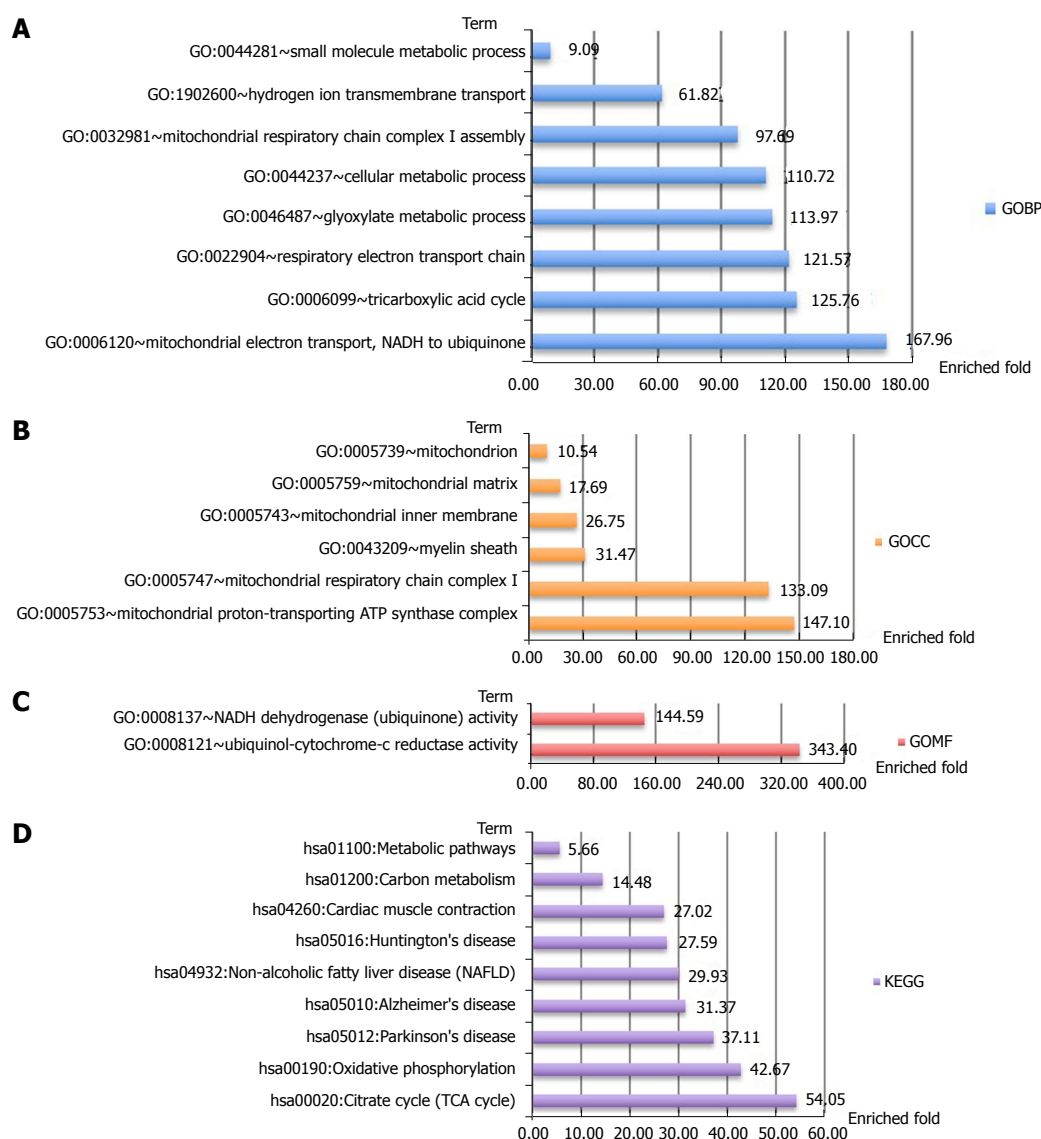 A
Term
GO:0044281~small molecule metabolic process 9.09
GO:1902600~hydrogen ion transmembrane transport 61.82
GO:0032981~mitochondrial respiratory chain complex I assembly 97.69
GO:0044237~cellular metabolic process 110.72
GO:0046487~glyoxylate metabolic process 113.97
GO:0022904~respiratory electron transport chain 121.57
GO:0006099~tricarboxylic acid cycle 125.76
GO:0006120~mitochondrial electron transport, NADH to ubiquinone 167.96
GOBP
Enriched fold
0.00 30.00 60.00 90.00 120.00 150.00 180.00
B
Term
GO:0005739~mitochondrion 10.54
GO:0005759~mitochondrial matrix 17.69
GO:0005743~mitochondrial inner membrane 26.75
GO:0043209~myelin sheath 31.47
GO:0005747~mitochondrial respiratory chain complex I 133.09
GO:0005753~mitochondrial proton-transporting ATP synthase complex 147.10
GOCC
Enriched fold
0.00 30.00 60.00 90.00 120.00 150.00 180.00
C
Term
GO:0008137~NADH dehydrogenase (ubiquinone) activity 144.59
GO:0008121~ubiquinol-cytochrome-c reductase activity 343.40
GOMF
Enriched fold
0.00 80.00 160.00 240.00 320.00 400.00
D
Term
hsa01100:Metabolic pathways 5.66
hsa01200:Carbon metabolism 14.48
hsa04260:Cardiac muscle contraction 27.02
hsa05016:Huntington's disease 27.59
hsa04932:Non-alcoholic fatty liver disease (NAFLD) 29.93
hsa05010:Alzheimer's disease 31.37
hsa05012:Parkinson's disease 37.11
hsa00190:Oxidative phosphorylation 42.67
hsa00020:Citrate cycle (TCA cycle) 54.05
KEGG
Enriched fold
0.00 10.00 20.00 30.00 40.00 50.00 60.00